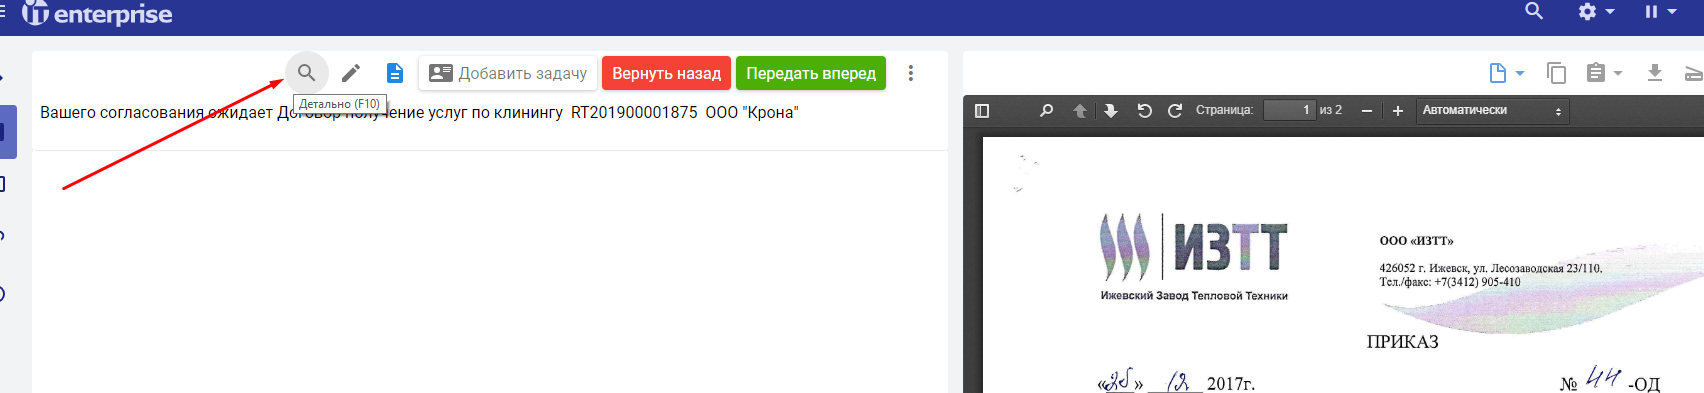 iT enterprise
Добавить задачу
Вернуть назад
Передать вперед
Детально (F10)
Вашего согласования ожидает Договор получение услуг по клинингу RT201900001875 ООО "Крона"
Страница: 1 из 2
Автоматически
ИЗТТ
Ижевский Завод Тепловой Техники
ООО «ИЗТТ»
426052 г. Ижевск, ул. Лесозаводская 23/110.
Тел./факс: +7(3412) 905-410
ПРИКАЗ
«25» 12 2017г.
№ 44 -ОД